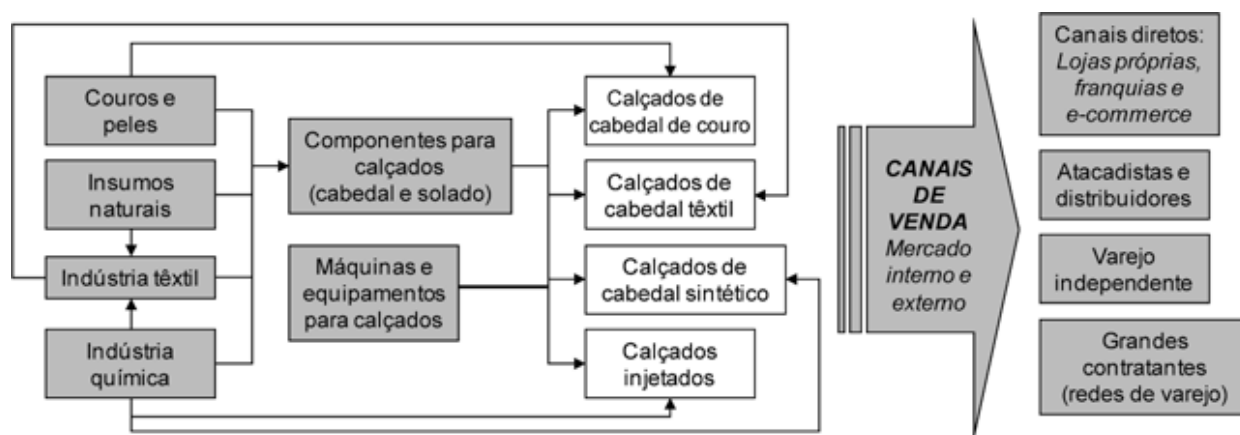 Couros e
peles
Insumos
naturais
Indústria têxtil
Indústria
química
Componentes para
calçados
(cabedal e solado)
Máquinas e
equipamentos
para calçados
Calçados de
cabedal de couro
Calçados de
cabedal têxtil
Calçados de
cabedal sintético
Calçados
injetados
CANAIS
DE
VENDA
Mercado
interno e
externo
Canais diretos:
Lojas próprias,
franquias e
e-commerce
Atacadistas e
distribuidores
Varejo
independente
Grandes
contratantes
(redes de varejo)